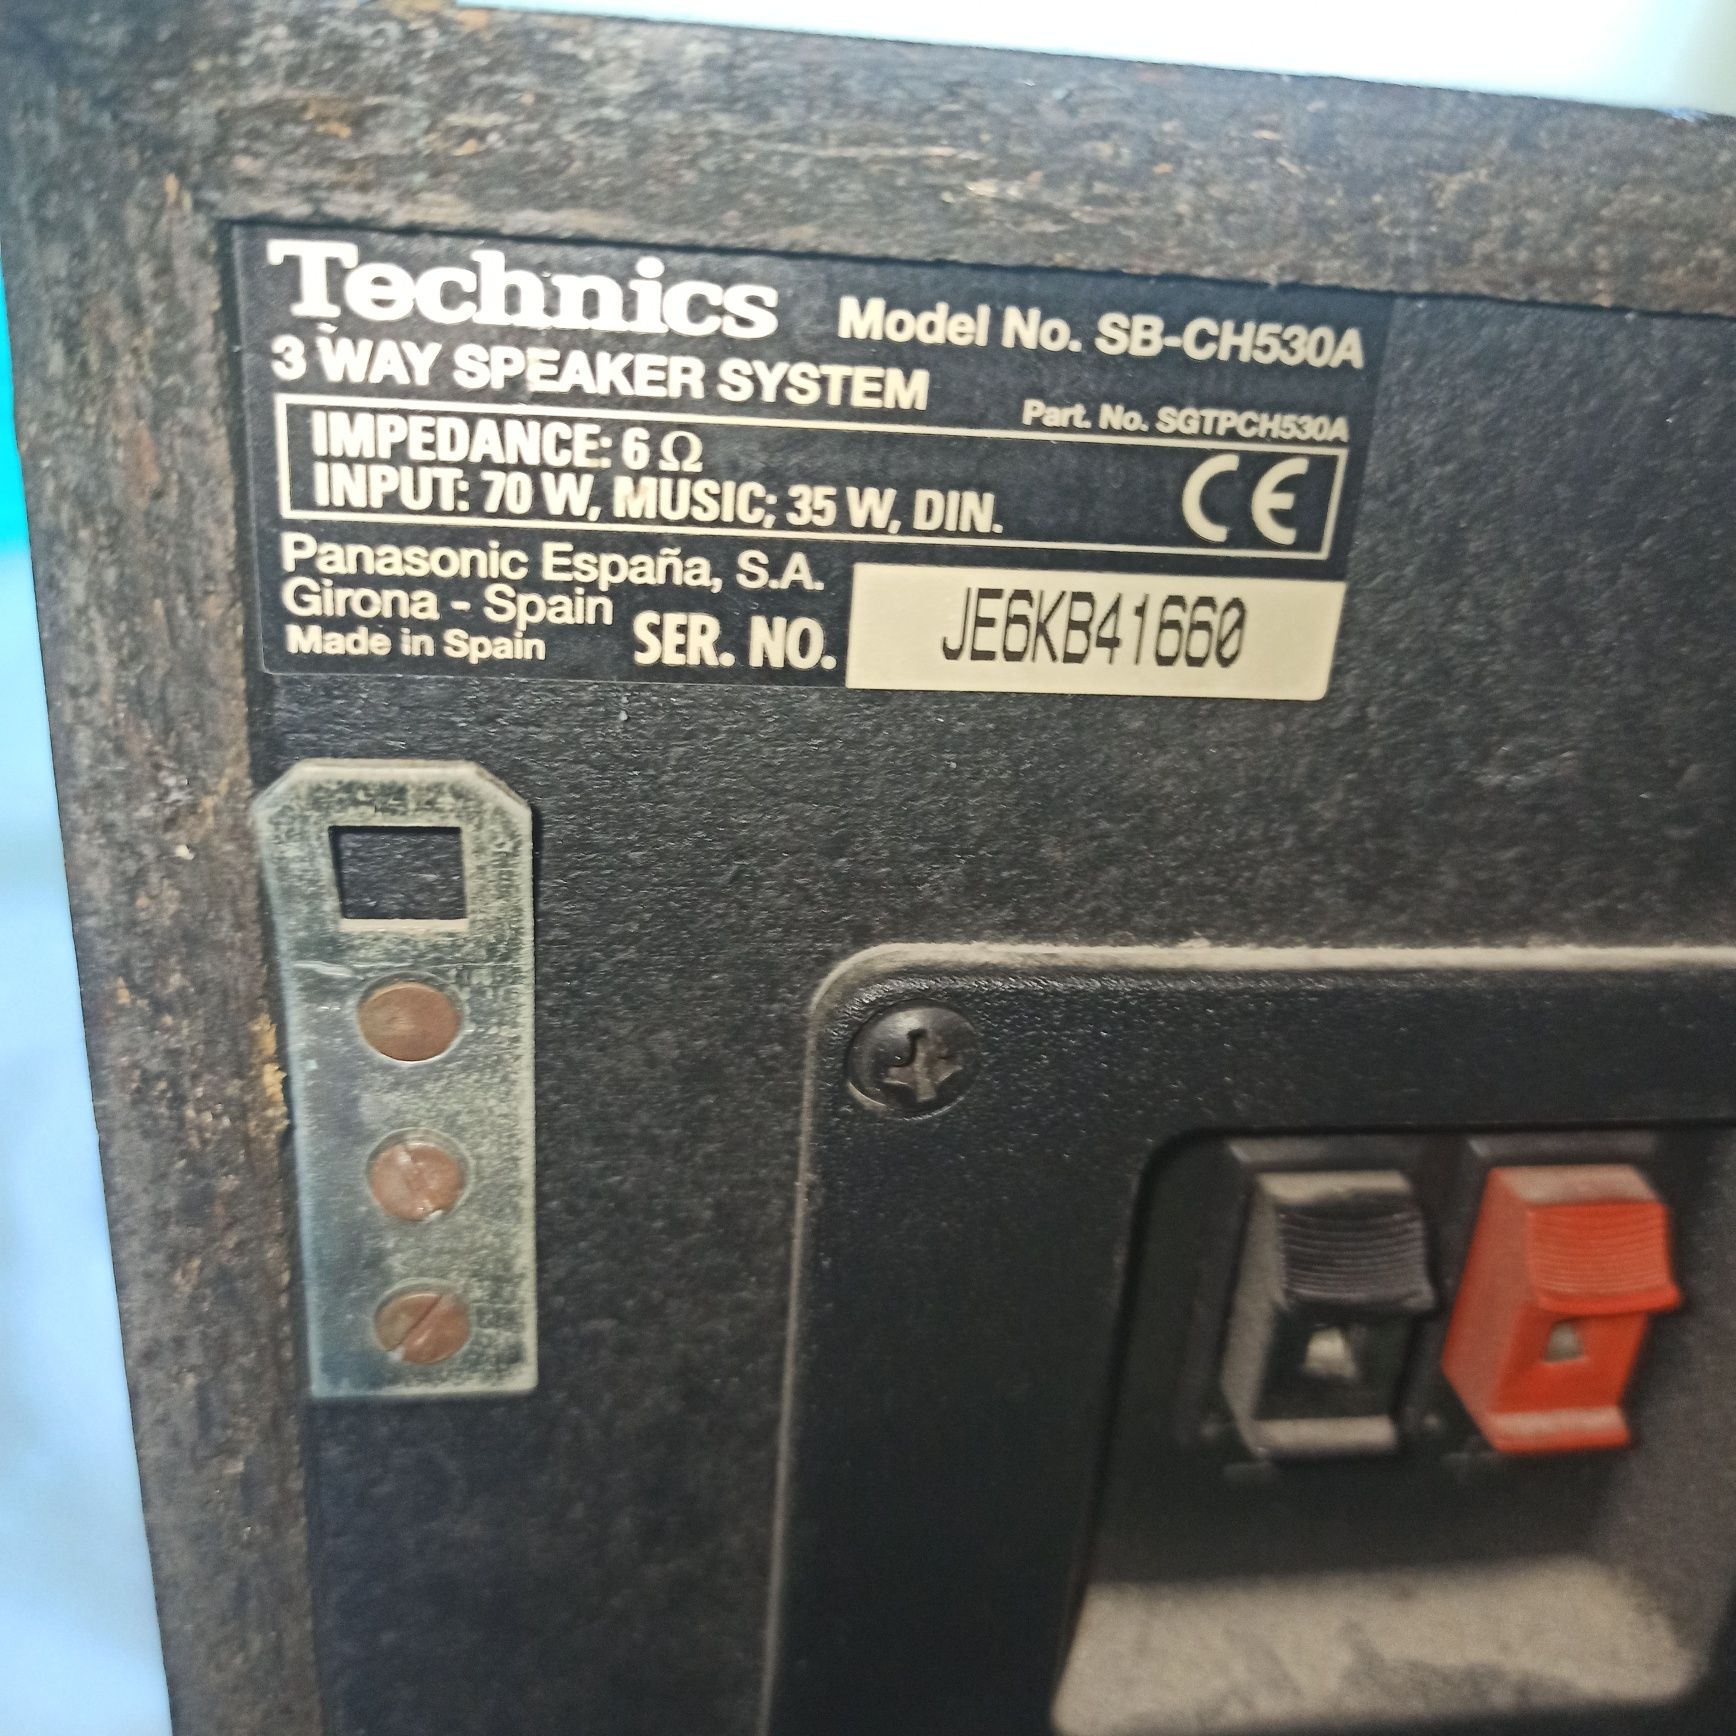 Technics Model No. SB-CH530A
3 WAY SPEAKER SYSTEM
Part. No. SGTPCH530A
IMPEDANCE: 6 Ω
INPUT: 70 W, MUSIC; 35 W, DIN.
CE
Panasonic España, S.A.
Girona - Spain
Made in Spain
SER. NO. JE6KB41660